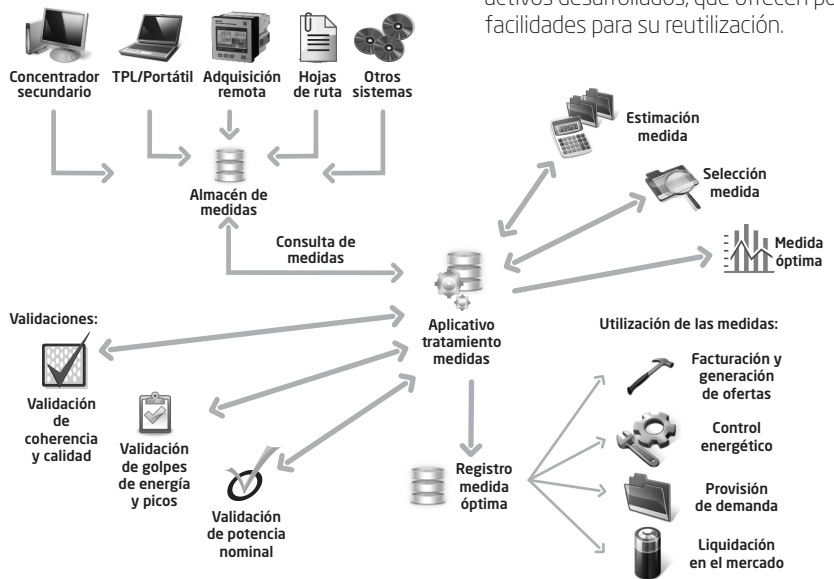 activos desarrollados, que ofrecen
facilidades para su reutilización.
Concentrador
secundario
TPL/Portátil
Adquisición
remota
Hojas
de ruta
Otros
sistemas
Almacén de
medidas
Consulta de
medidas
Estimación
medida
Selección
medida
Medida
óptima
Aplicativo
tratamiento
medidas
Validaciones:
Validación
de
coherencia
y calidad
Validación
de golpes
de energía
y picos
Validación
de potencia
nominal
Registro
medida
óptima
Utilización de las medidas:
Facturación y
generación
de ofertas
Control
energético
Provisión
de demanda
Liquidación
en el mercado